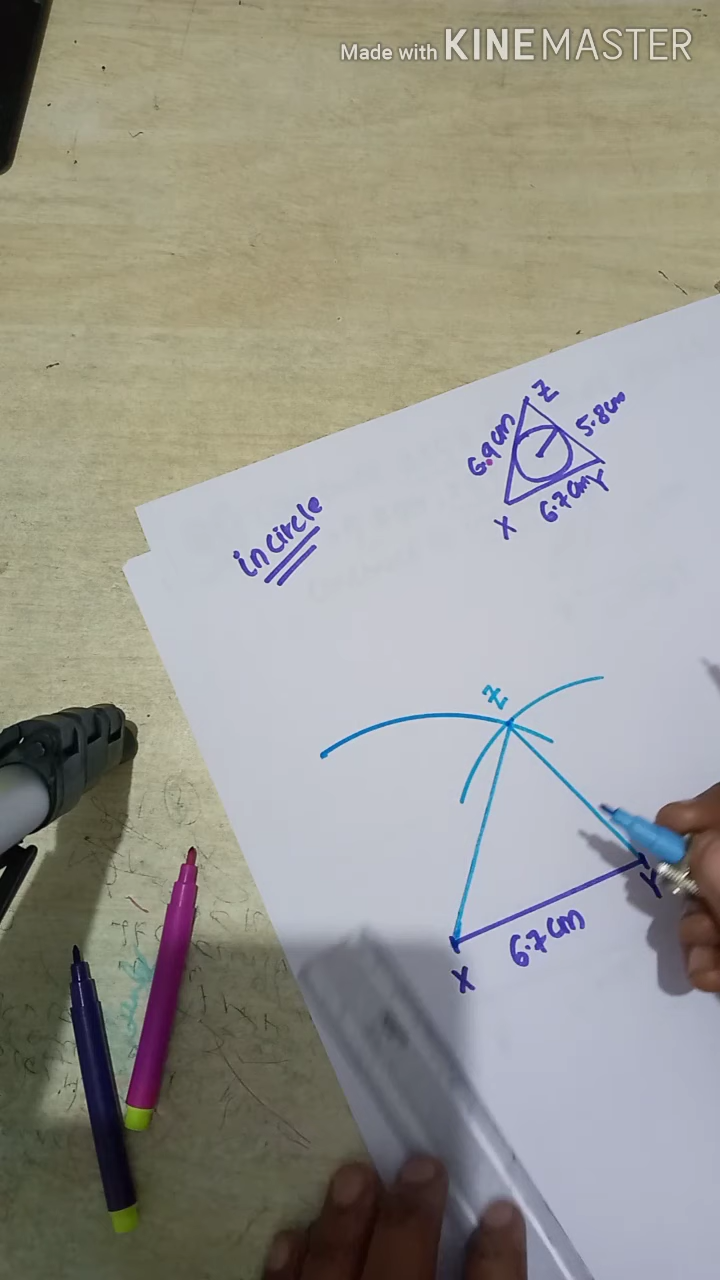 Made with KINEMASTER
Z
6.9cm
5.8cm
X
6.7cm
Y
incircle
Z
Y
6.7cm
X